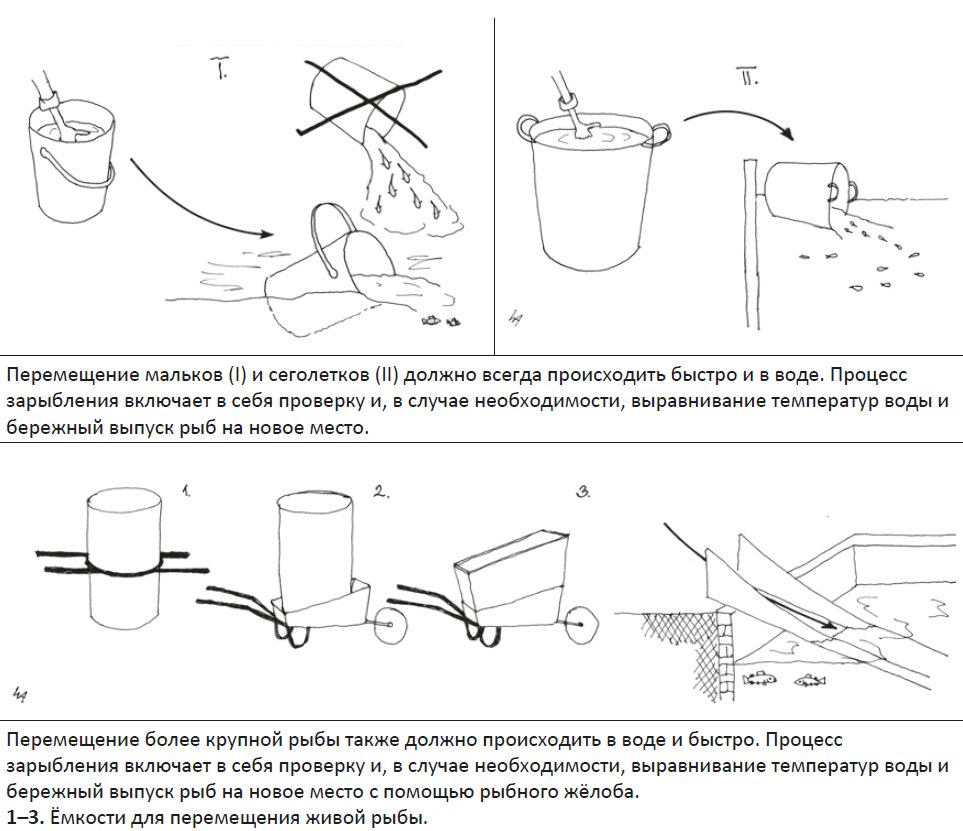 I.
II.
Перемещение мальков (I) и сеголетков (II) должно всегда происходить быстро и в воде. Процесс
зарыбления включает в себя проверку и, в случае необходимости, выравнивание температур воды и
бережный выпуск рыб на новое место.
1.
2.
3.
Перемещение более крупной рыбы также должно происходить в воде и быстро. Процесс
зарыбления включает в себя проверку и, в случае необходимости, выравнивание температур воды и
бережный выпуск рыб на новое место с помощью рыбного жёлоба.
1–3. Ёмкости для перемещения живой рыбы.